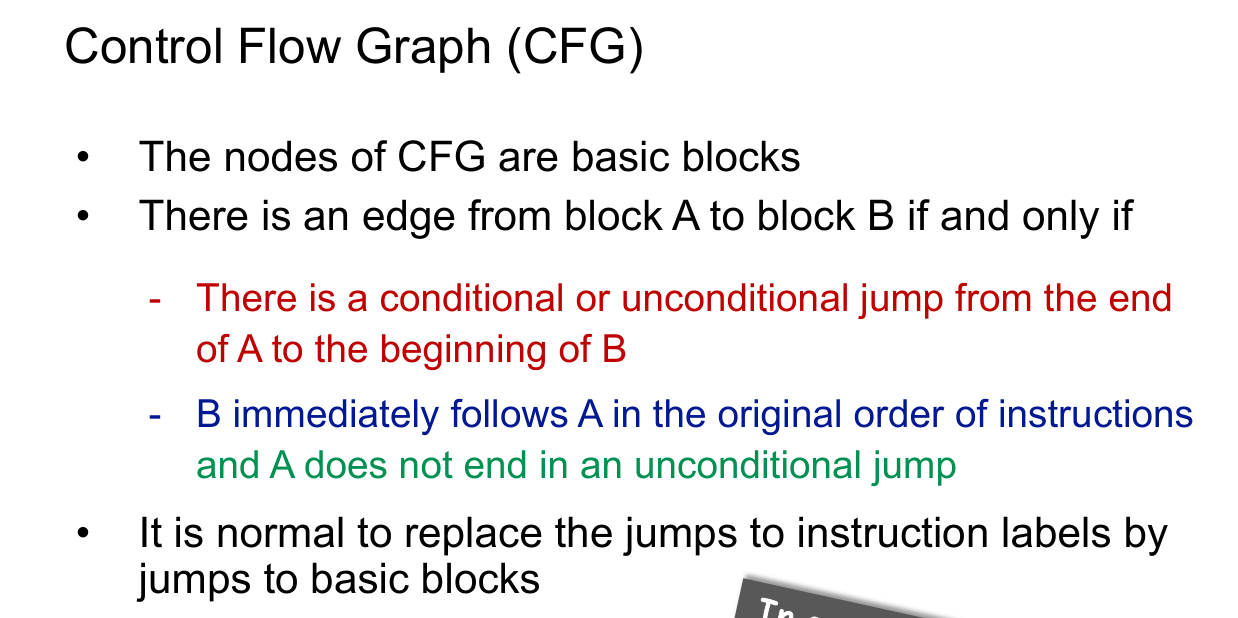 Control Flow Graph (CFG)
• The nodes of CFG are basic blocks
• There is an edge from block A to block B if and only if
- There is a conditional or unconditional jump from the end
of A to the beginning of B
- B immediately follows A in the original order of instructions
and A does not end in an unconditional jump
• It is normal to replace the jumps to instruction labels by
jumps to basic blocks